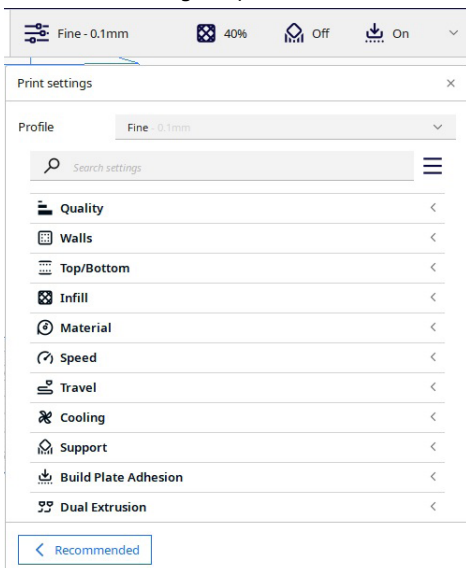 Fine - 0.1mm 40% Off On
Print settings
Profile Fine - 0.1mm
Search settings
Quality
Walls
Top/Bottom
Infill
Material
Speed
Travel
Cooling
Support
Build Plate Adhesion
Dual Extrusion
Recommended